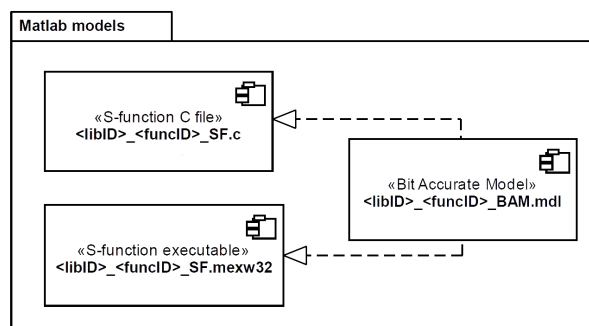 Matlab models
«S-function C file»
<libID>_<funcID>_SF.c
«Bit Accurate Model»
<libID>_<funcID>_BAM.mdl
«S-function executable»
<libID>_<funcID>_SF.mexw32